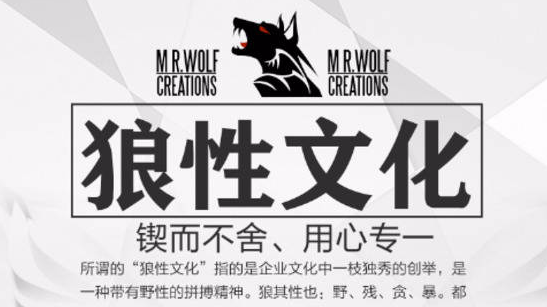 MR.WOLF
CREATIONS
MR.WOLF
CREATIONS
狼性文化
锲而不舍、用心专一
所谓的“狼性文化”指的是企业文化中一枝独秀的创举，是
一种带有野性的拼搏精神。狼其性也：野、残、贪、暴。都